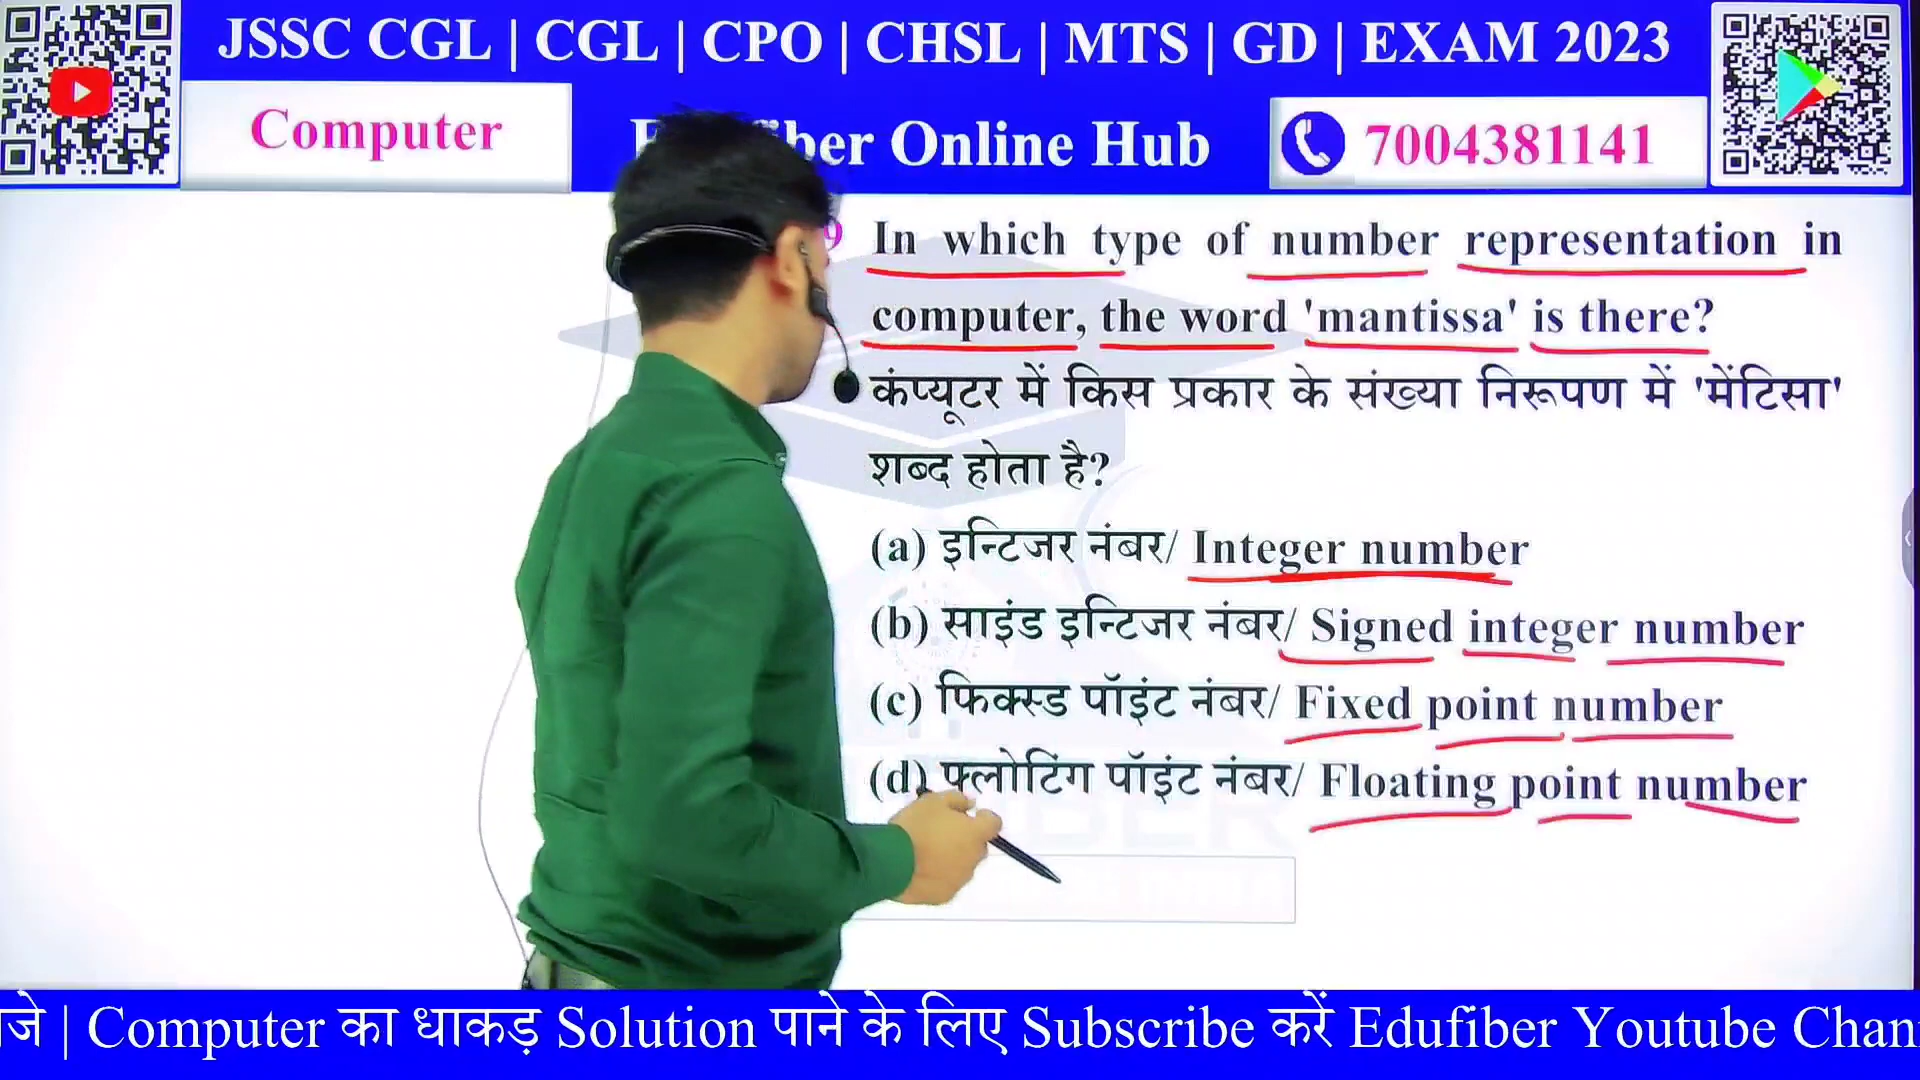 JSSC CGL | CGL | CPO | CHSL | MTS | GD | EXAM 2023
Computer
Online Hub
7004381141
9 In which type of number representation in
computer, the word 'mantissa' is there?
कंप्यूटर में किस प्रकार के संख्या निरूपण में 'मेंटिसा'
शब्द होता है?
(a) इन्टिजर नंबर/ Integer number
(b) साइंड इन्टिजर नंबर/ Signed integer number
(c) फिक्स्ड पॉइंट नंबर/ Fixed point number
(d) फ्लोटिंग पॉइंट नंबर/ Floating point number
| Computer का धाकड़ Solution पाने के लिए Subscribe करें Edufiber Youtube